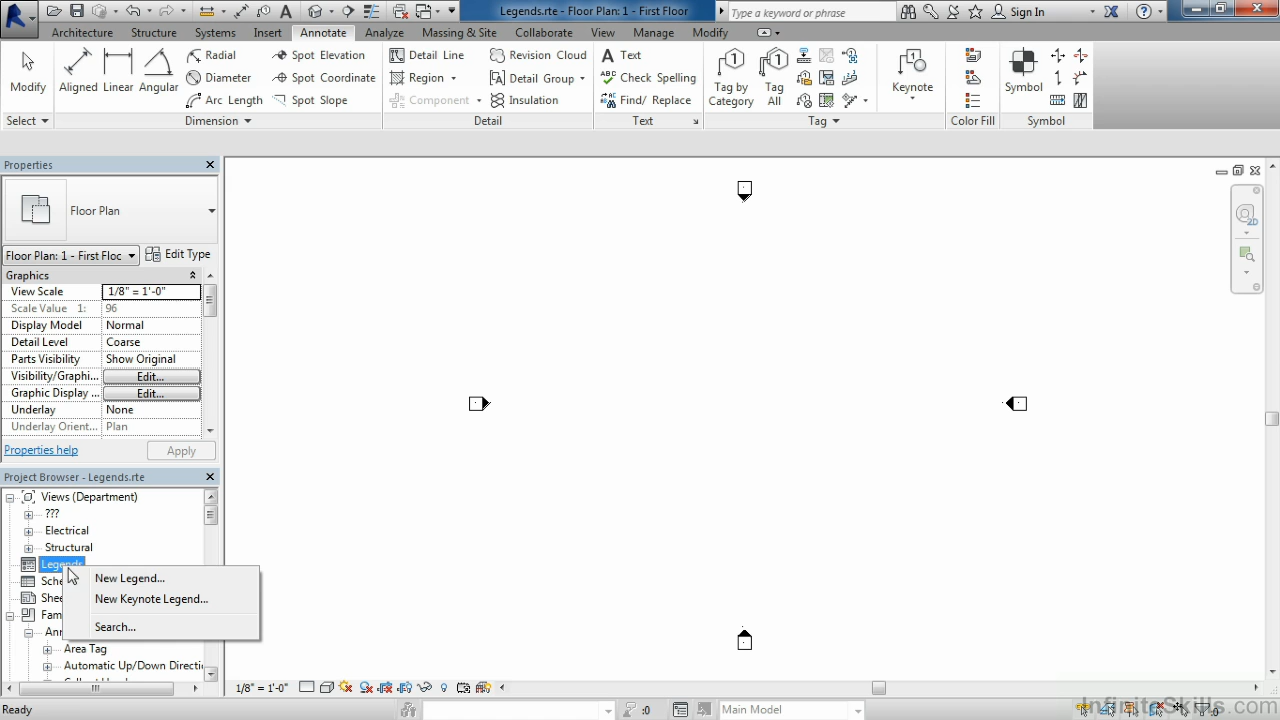 Legends.rte - Floor Plan: 1 - First Floor
Type a keyword or phrase
Sign In
Architecture Structure Systems Insert Annotate Analyze Massing & Site Collaborate View Manage Modify
Modify
Select
Aligned
Linear
Angular
Radial
Diameter
Arc Length
Spot Elevation
Spot Coordinate
Spot Slope
Dimension
Detail Line
Region
Component
Revision Cloud
Detail Group
Insulation
Detail
Text
Check Spelling
Find/ Replace
Text
Tag by
Category
Tag
All
Tag
Keynote
Color Fill
Symbol
Symbol
Properties
Floor Plan
Floor Plan: 1 - First Floc
Edit Type
Graphics
View Scale 1/8" = 1'-0"
Scale Value 1: 96
Display Model Normal
Detail Level Coarse
Parts Visibility Show Original
Visibility/Graphi... Edit...
Graphic Display ... Edit...
Underlay None
Underlay Orient... Plan
Properties help
Apply
Project Browser - Legends.rte
Views (Department)
???
Electrical
Structural
Legends
Sche
Shee
Fam
Ann
Area Tag
Automatic Up/Down Directi
New Legend...
New Keynote Legend...
Search...
1/8" = 1'-0"
Ready
:0
Main Model
InfiniteSkills.com